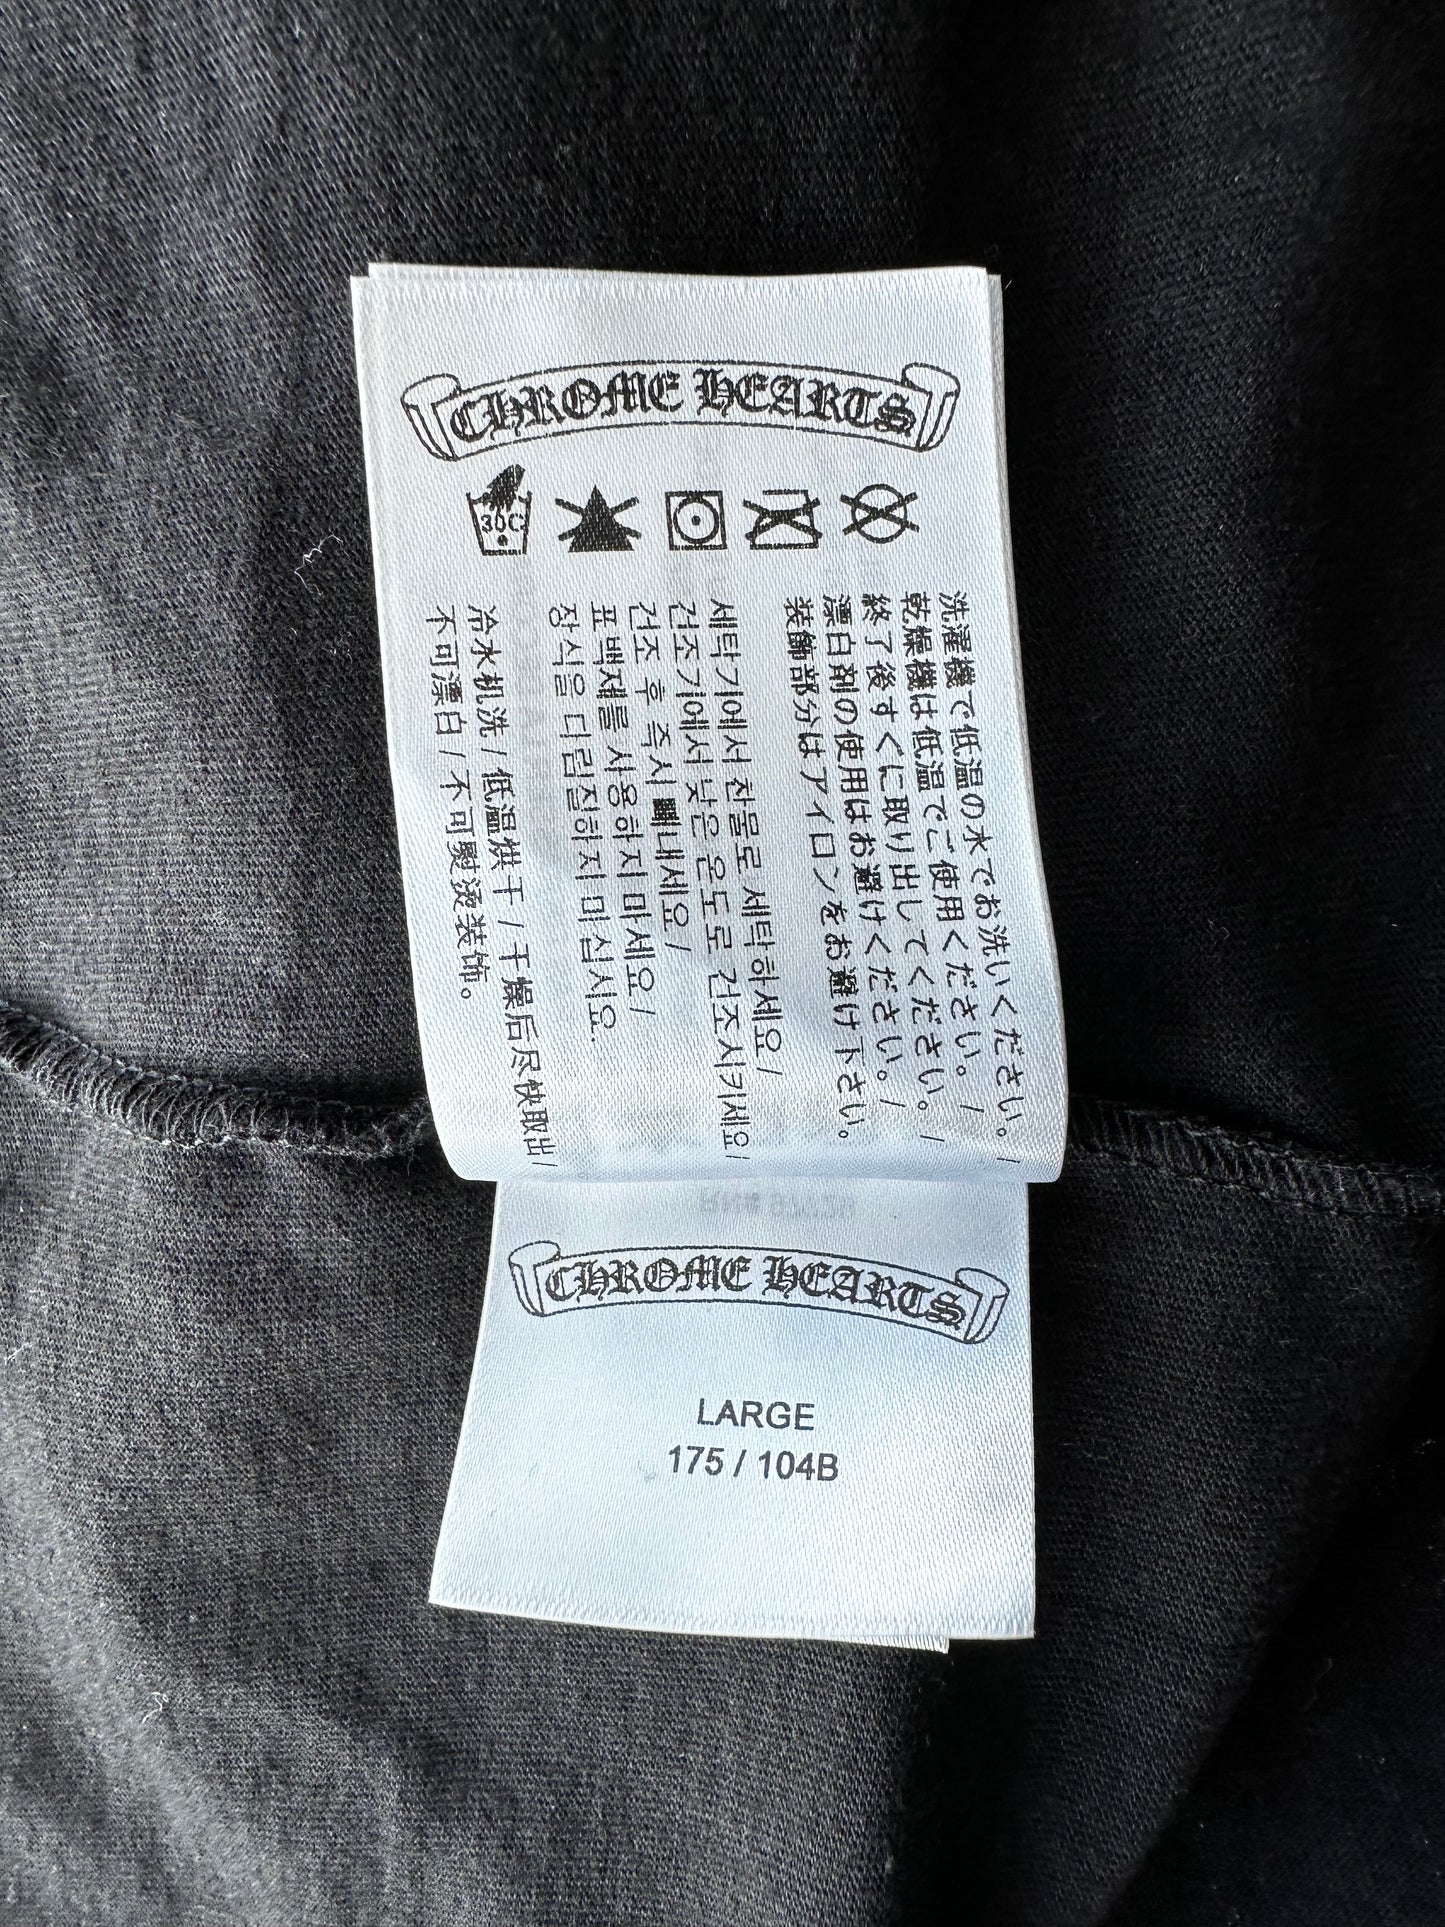 CHROME HEARTS
30C
洗濯機で低温の水でお洗いください。/
乾燥機は低温でご使用ください。/
終了後すぐに取り出してください。/
漂白剤の使用はお避けください。/
装飾部分はアイロンをお避け下さい。
세탁기에서 찬물로 세탁하세요/
건조기에서 낮은 온도로 건조시키세요/
건조 후 즉시 빼내세요/
표백제를 사용하지 마세요/
장식을 다림질하지 마십시요.
冷水机洗/低温烘干/干燥后尽快取出/
不可漂白/不可熨烫装饰。
CHROME HEARTS
LARGE
175 / 104B